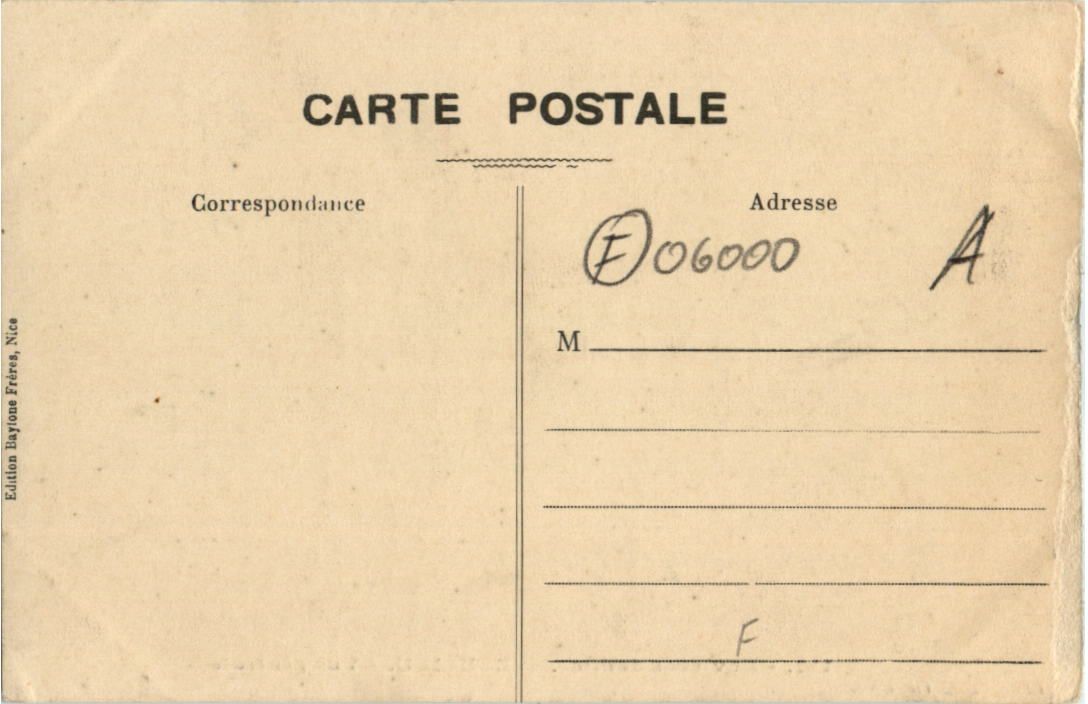 CARTE POSTALE
Correspondance
Adresse
F 06000 A
M
F
Edition Baylone Frères, Nice